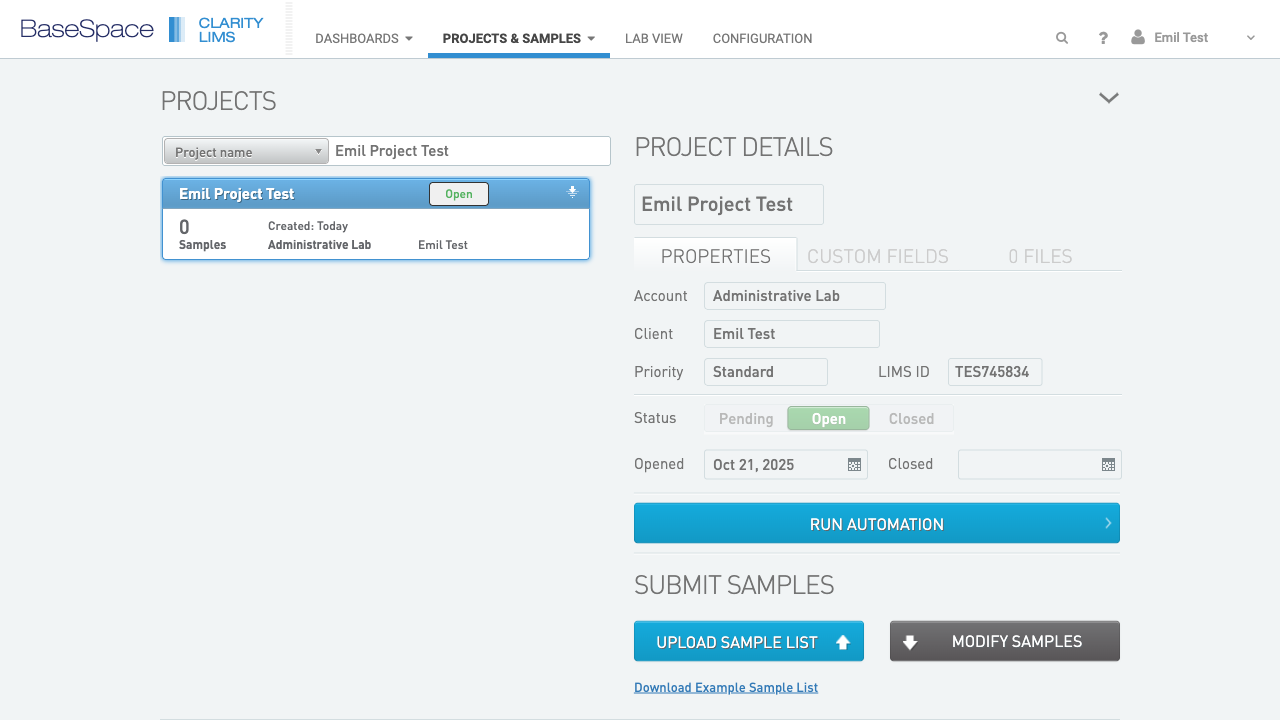 BaseSpace CLARITY LIMS
DASHBOARDS PROJECTS & SAMPLES LAB VIEW CONFIGURATION ? Emil Test
PROJECTS
Project name Emil Project Test
Emil Project Test Open
0 Samples
Created: Today
Administrative Lab Emil Test
PROJECT DETAILS
Emil Project Test
PROPERTIES CUSTOM FIELDS 0 FILES
Account Administrative Lab
Client Emil Test
Priority Standard LIMS ID TES745834
Status Pending Open Closed
Opened Oct 21, 2025 Closed
RUN AUTOMATION
SUBMIT SAMPLES
UPLOAD SAMPLE LIST MODIFY SAMPLES
Download Example Sample List